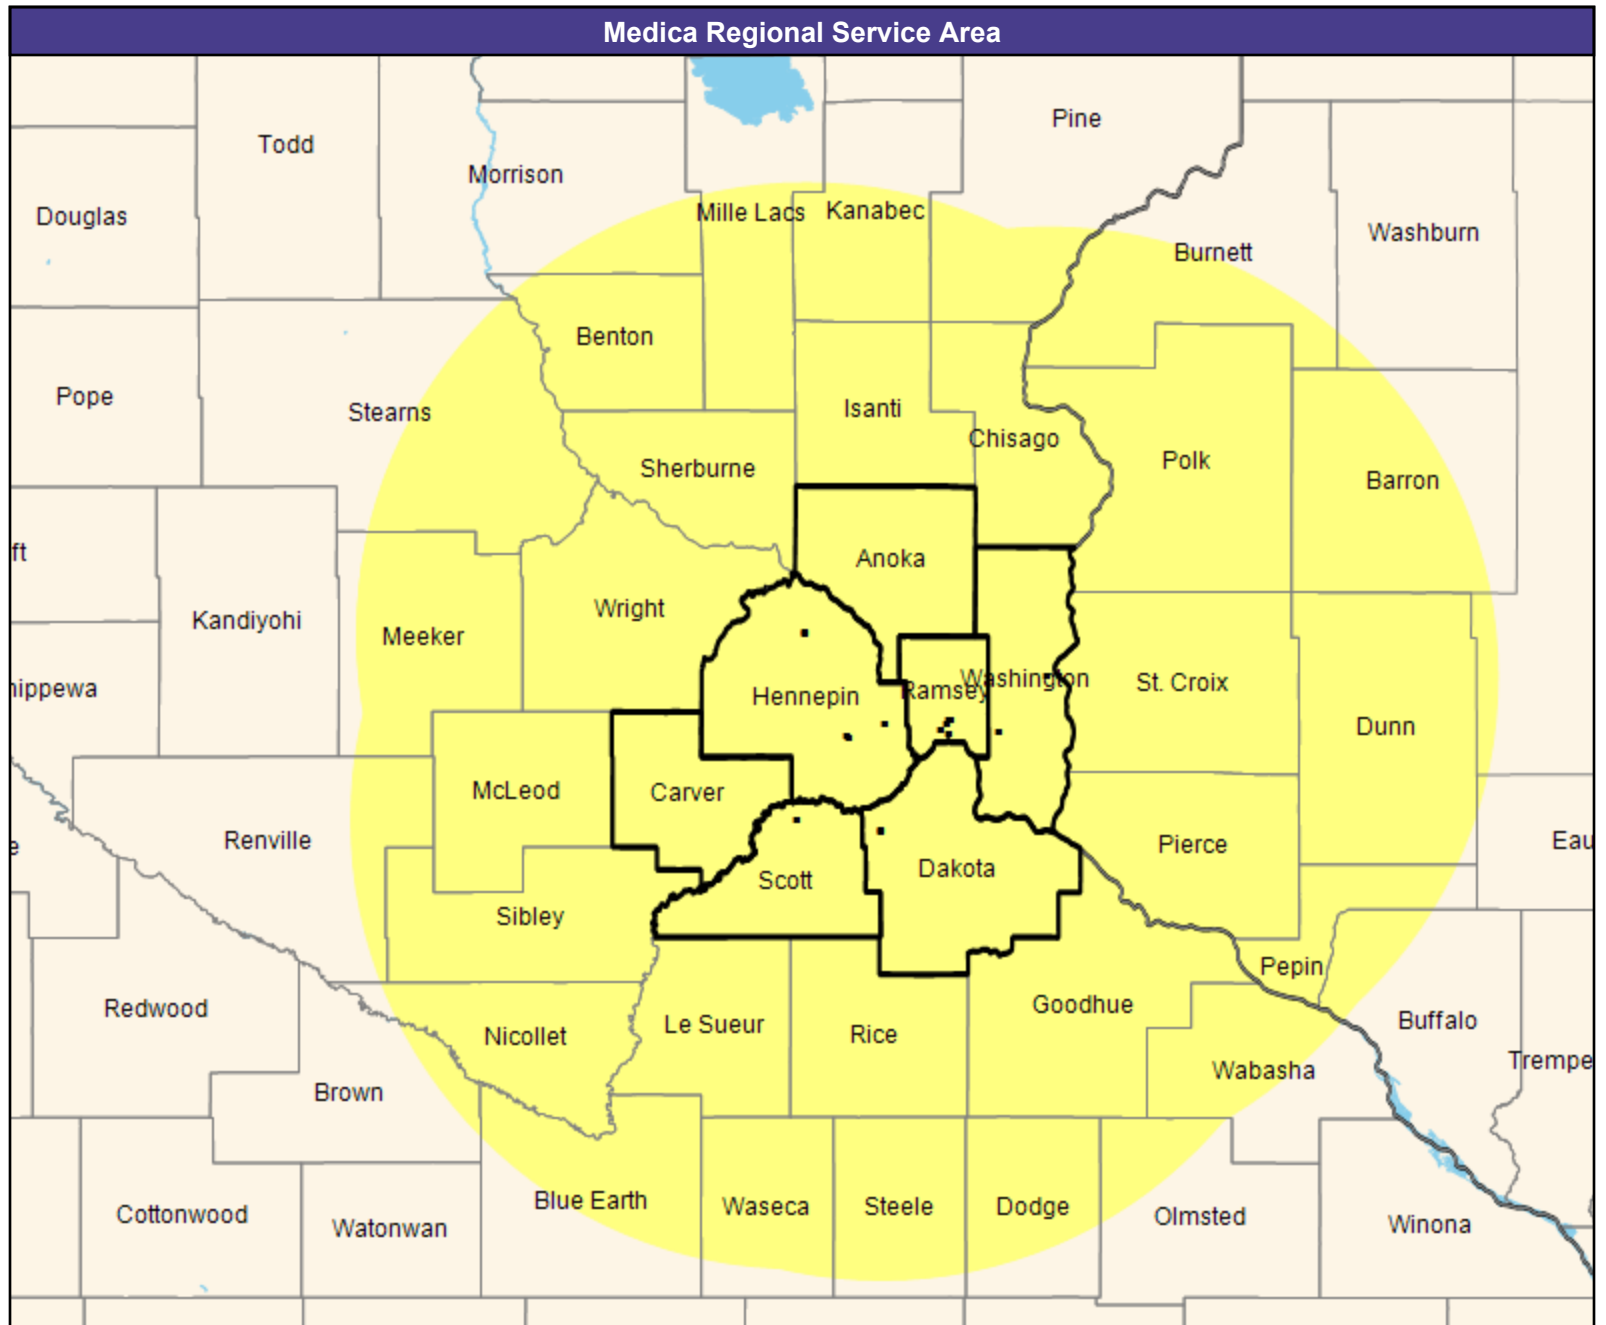 Medica Regional Service Area
Pine
Todd
Morrison
Douglas
Mille Lacs
Kanabec
Washburn
Burnett
Benton
Pope
Stearns
Isanti
Chisago
Sherburne
Polk
Barron
ft
Anoka
Wright
Kandiyohi
Meeker
Washington
hippewa
Hennepin
Ramsey
St. Croix
Dunn
McLeod
Carver
Renville
e
Pierce
Eau
Scott
Dakota
Sibley
Pepin
Redwood
Goodhue
Le Sueur
Buffalo
Nicollet
Rice
Trempe
Wabasha
Brown
Blue Earth
Waseca
Steele
Dodge
Cottonwood
Olmsted
Watonwan
Winona